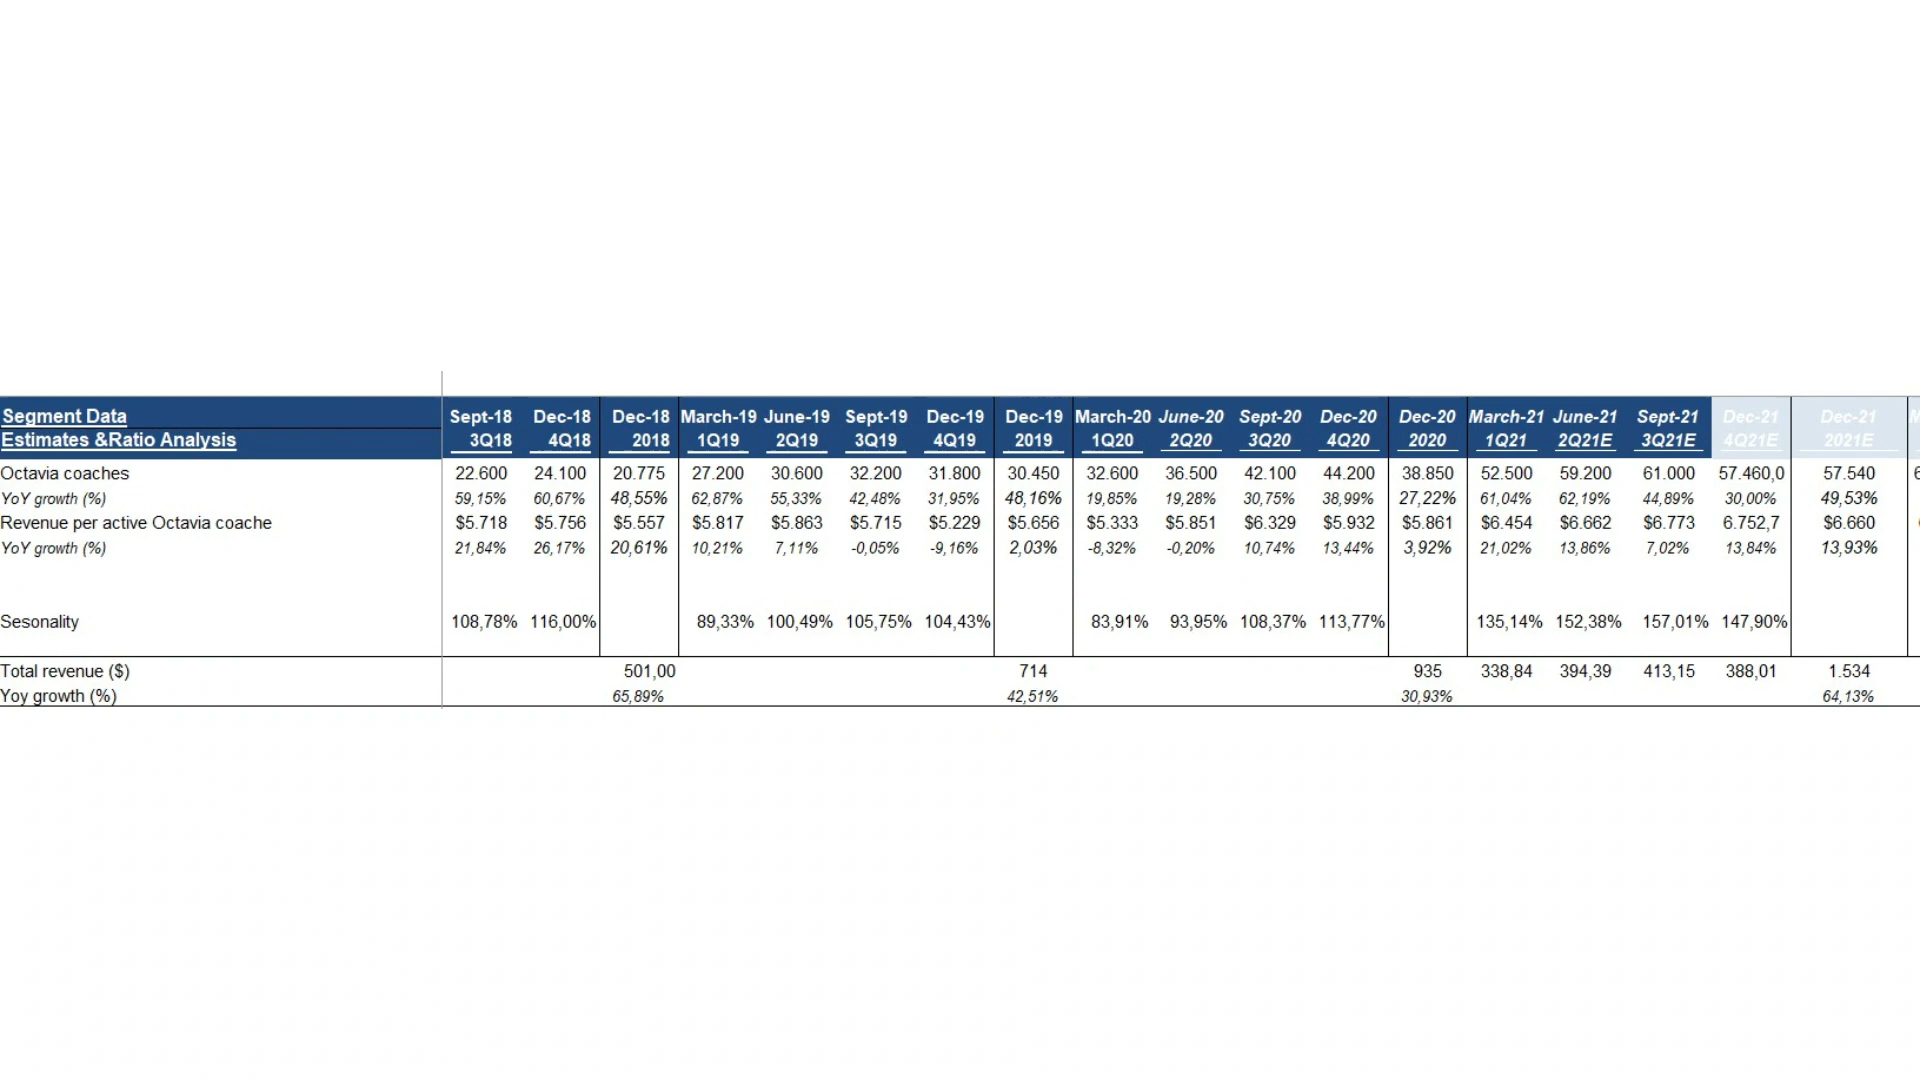 Segment Data Sept-18 Dec-18 Dec-18 March-19 June-19 Sept-19 Dec-19 Dec-19 March-20 June-20 Sept-20 Dec-20 Dec-20 March-21 June-21 Sept-21 Dec-21 Dec-21
Estimates &Ratio Analysis 3Q18 4Q18 2018 1Q19 2Q19 3Q19 4Q19 2019 1Q20 2Q20 3Q20 4Q20 2020 1Q21 2Q21E 3Q21E 4Q21E 2021E
Octavia coaches 22.600 24.100 20.775 27.200 30.600 32.200 31.800 30.450 32.600 36.500 42.100 44.200 38.850 52.500 59.200 61.000 57.460,0 57.540
YoY growth (%) 59,15% 60,67% 48,55% 62,87% 55,33% 42,48% 31,95% 48,16% 19,85% 19,28% 30,75% 38,99% 27,22% 61,04% 62,19% 44,89% 30,00% 49,53%
Revenue per active Octavia coache $5.718 $5.756 $5.557 $5.817 $5.863 $5.715 $5.229 $5.656 $5.333 $5.851 $6.329 $5.932 $5.861 $6.454 $6.662 $6.773 6.752,7 $6.660
YoY growth (%) 21,84% 26,17% 20,61% 10,21% 7,11% -0,05% -9,16% 2,03% -8,32% -0,20% 10,74% 13,44% 3,92% 21,02% 13,86% 7,02% 13,84% 13,93%
Sesonality 108,78% 116,00% 89,33% 100,49% 105,75% 104,43% 83,91% 93,95% 108,37% 113,77% 135,14% 152,38% 157,01% 147,90%
Total revenue ($) 501,00 714 935 338,84 394,39 413,15 388,01 1.534
Yoy growth (%) 65,89% 42,51% 30,93% 64,13%